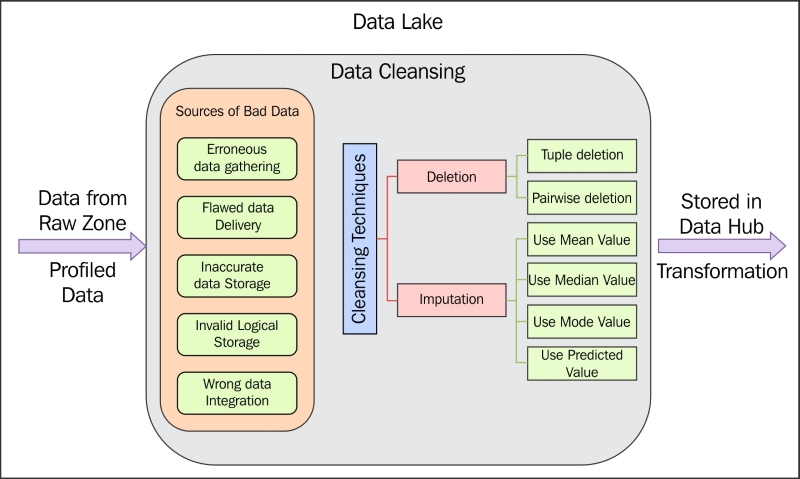 Data Lake
Data Cleansing
Data from
Raw Zone
Profiled
Data
Sources of Bad Data
Erroneous
data gathering
Flawed data
Delivery
Inaccurate
data Storage
Invalid Logical
Storage
Wrong data
Integration
Cleansing Techniques
Deletion
Tuple deletion
Pairwise deletion
Imputation
Use Mean Value
Use Median Value
Use Mode Value
Use Predicted
Value
Stored in
Data Hub
Transformation